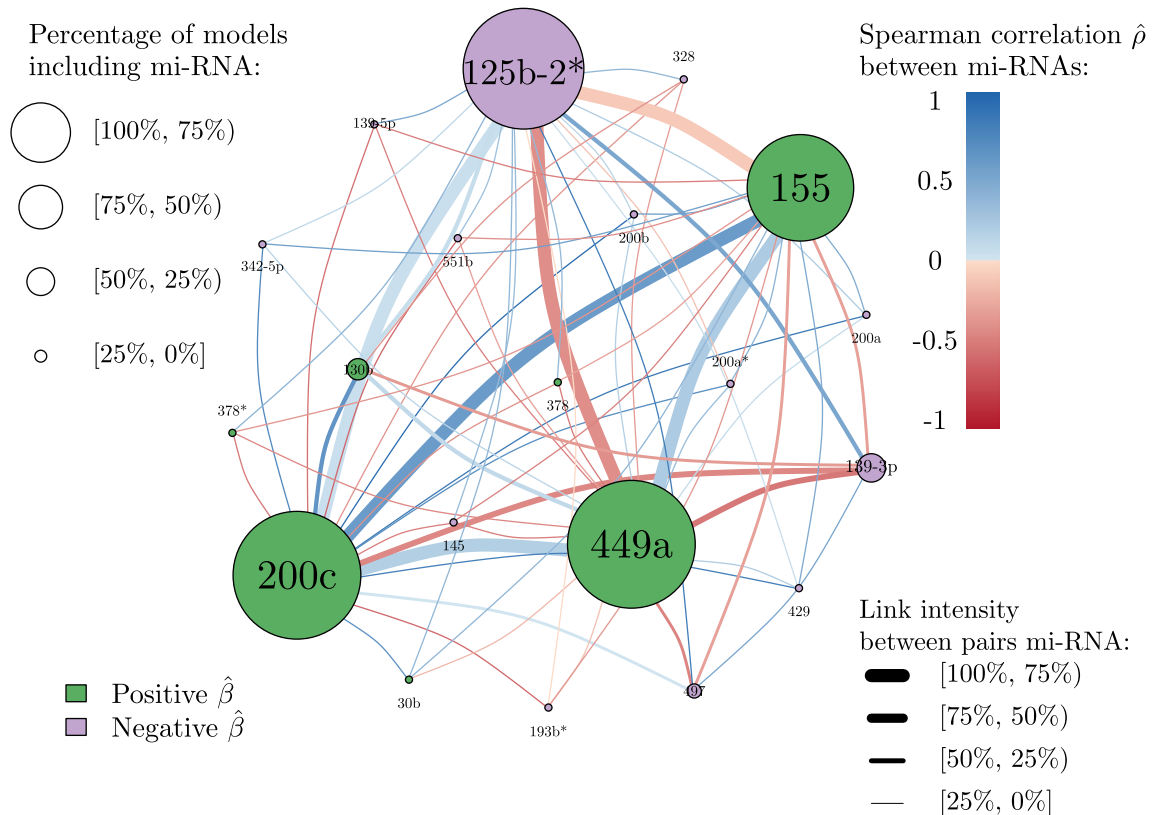 Percentage of models
including mi-RNA:
[100%, 75%)
[75%, 50%)
[50%, 25%)
[25%, 0%]
Spearman correlation ρ̂
between mi-RNAs:
1
0.5
0
-0.5
-1
125b-2*
328
139-5p
155
200b
551b
342-5p
200a
200a*
130b
378
378*
139-3p
145
449a
200c
429
497
30b
193b*
Positive β̂
Negative β̂
Link intensity
between pairs mi-RNA:
[100%, 75%)
[75%, 50%)
[50%, 25%)
[25%, 0%]